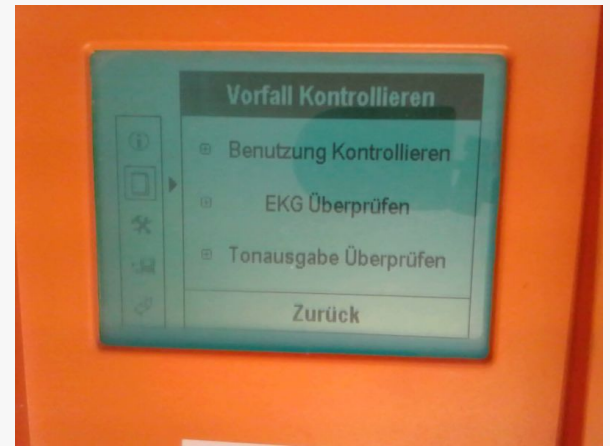 Vorfall Kontrollieren
Benutzung Kontrollieren
EKG Überprüfen
Tonausgabe Überprüfen
Zurück